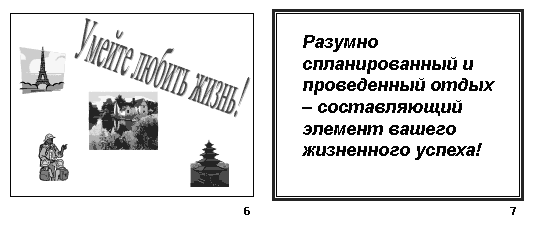 Умейте любить жизнь!
6
Разумно
спланированный и
проведенный отдых
– составляющий
элемент вашего
жизненного успеха!
7